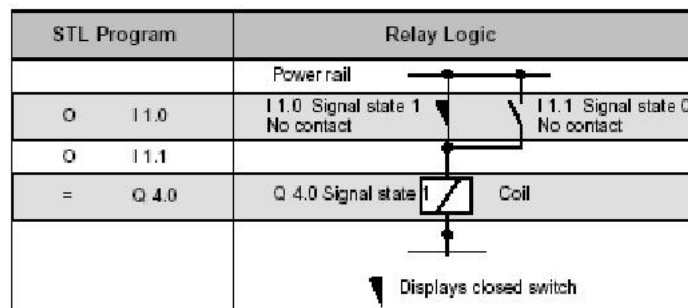 STL Program Relay Logic
Power rail
O I 1.0 I 1.0 Signal state 1 I 1.1 Signal state 0
No contact No contact
O I 1.1
= Q 4.0 Q 4.0 Signal state 1 Coil
Displays closed switch